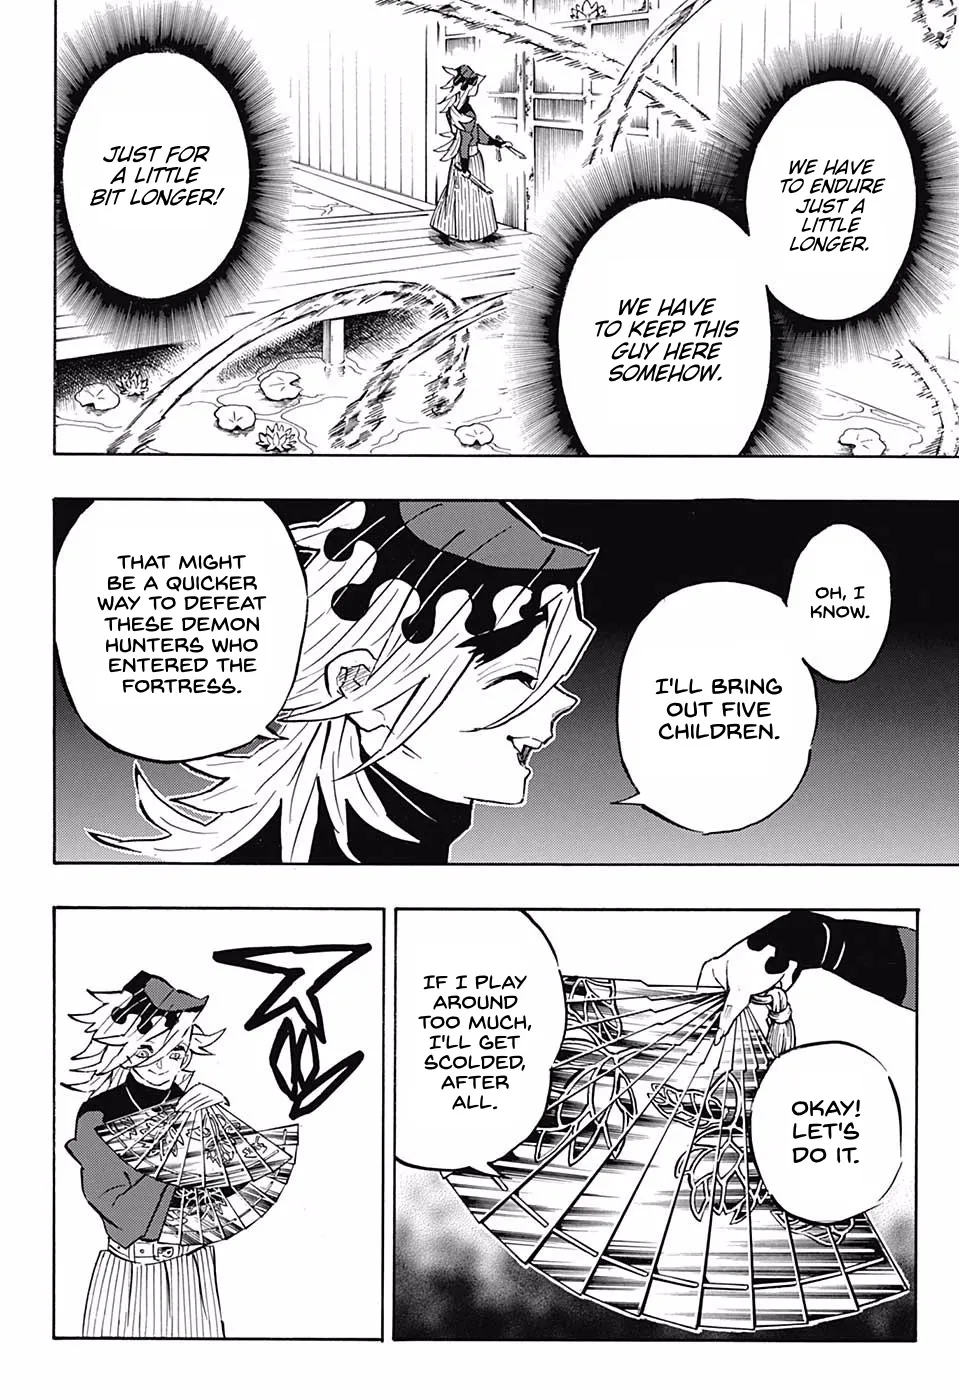 WE HAVE
TO ENDURE
JUST A
LITTLE
LONGER.
WE HAVE
TO KEEP THIS
GUY HERE
SOMEHOW.
JUST FOR
A LITTLE
BIT LONGER!
OH, I
KNOW.
I'LL BRING
OUT FIVE
CHILDREN.
THAT MIGHT
BE A QUICKER
WAY TO DEFEAT
THESE DEMON
HUNTERS WHO
ENTERED THE
FORTRESS.
OKAY!
LET'S
DO IT.
IF I PLAY
AROUND
TOO MUCH,
I'LL GET
SCOLDED,
AFTER
ALL.